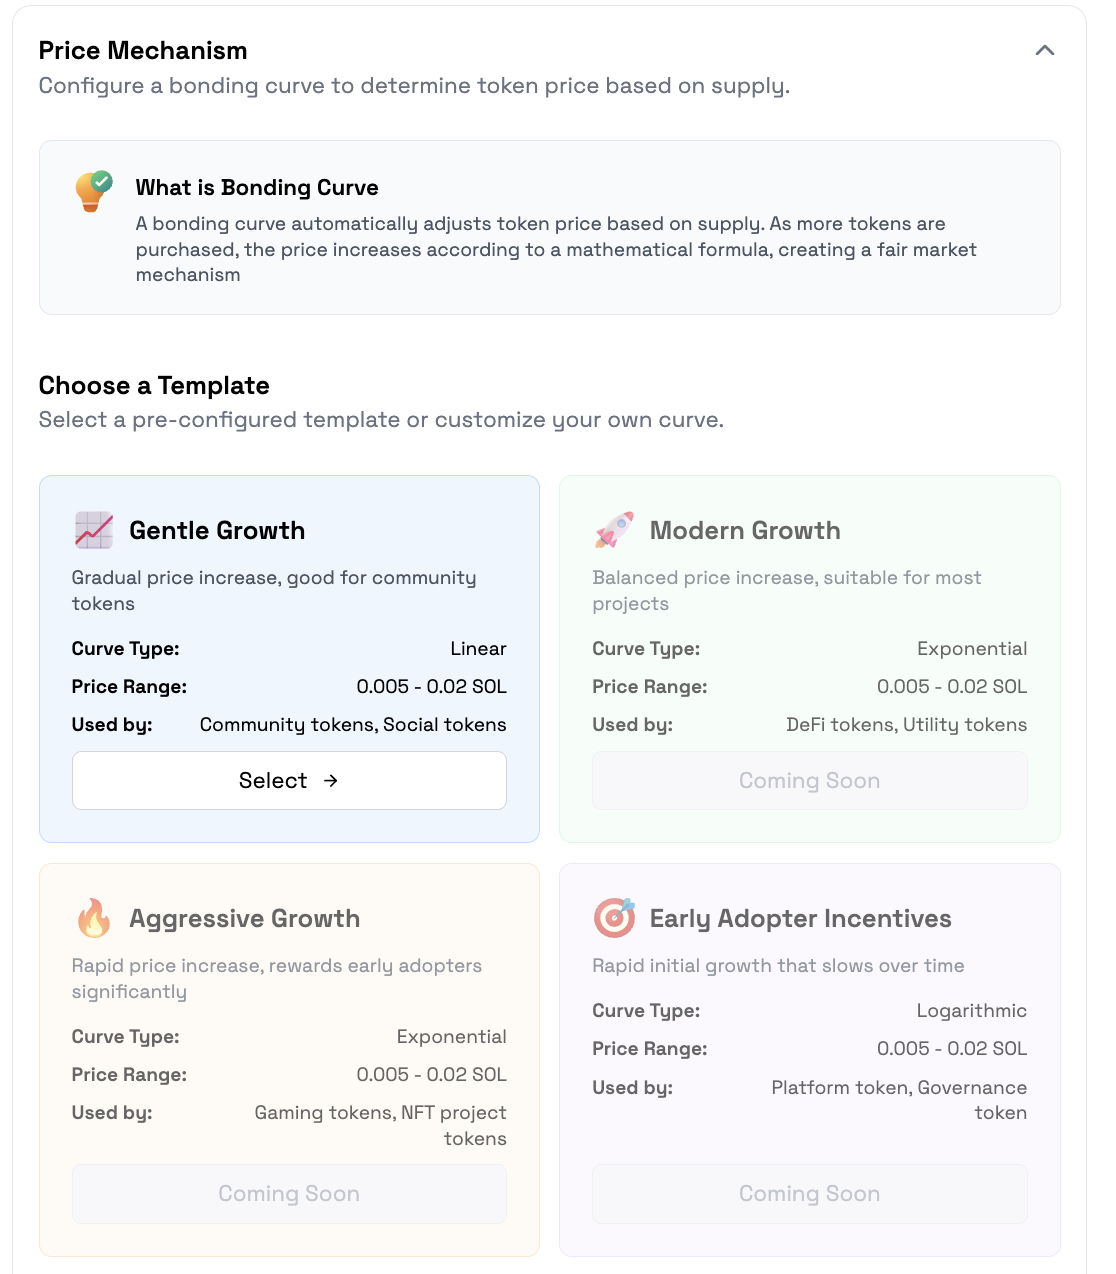 Price Mechanism
Configure a bonding curve to determine token price based on supply.
What is Bonding Curve
A bonding curve automatically adjusts token price based on supply. As more tokens are
purchased, the price increases according to a mathematical formula, creating a fair market
mechanism
Choose a Template
Select a pre-configured template or customize your own curve.
Gentle Growth
Gradual price increase, good for community
tokens
Curve Type: Linear
Price Range: 0.005 - 0.02 SOL
Used by: Community tokens, Social tokens
Select →
Modern Growth
Balanced price increase, suitable for most
projects
Curve Type: Exponential
Price Range: 0.005 - 0.02 SOL
Used by: DeFi tokens, Utility tokens
Coming Soon
Aggressive Growth
Rapid price increase, rewards early adopters
significantly
Curve Type: Exponential
Price Range: 0.005 - 0.02 SOL
Used by: Gaming tokens, NFT project
tokens
Coming Soon
Early Adopter Incentives
Rapid initial growth that slows over time
Curve Type: Logarithmic
Price Range: 0.005 - 0.02 SOL
Used by: Platform token, Governance
token
Coming Soon